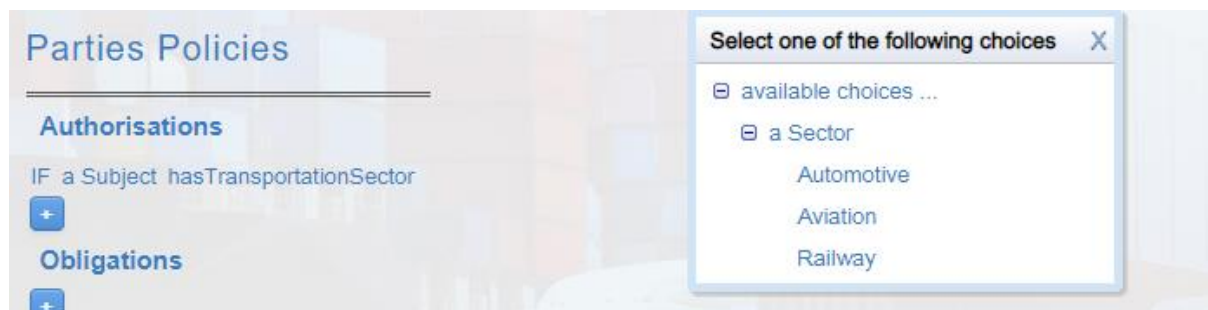 Parties Policies
Authorisations
IF a Subject hasTransportationSector
+
Obligations
+
Select one of the following choices X
available choices ...
a Sector
Automotive
Aviation
Railway